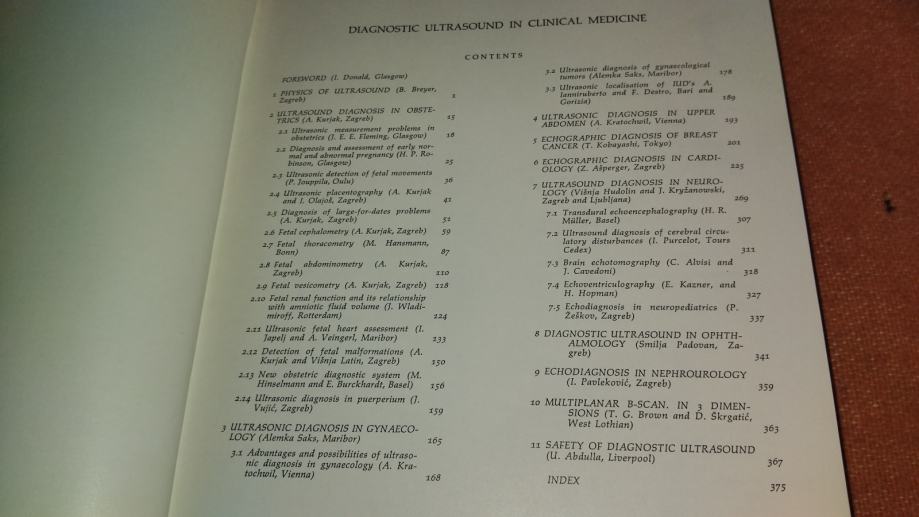 DIAGNOSTIC ULTRASOUND IN CLINICAL MEDICINE
CONTENTS
FOREWORD (I. Donald, Glasgow)
1 PHYSICS OF ULTRASOUND (B. Breyer,
Zagreb) 1
2 ULTRASOUND DIAGNOSIS IN OBSTE-
TRICS (A. Kurjak, Zagreb) 15
2.1 Ultrasonic measurement problems in
obstetrics (J. E. E. Fleming, Glasgow) 18
2.2 Diagnosis and assessment of early nor-
mal and abnormal pregnancy (H. P. Ro-
binson, Glasgow) 25
2.3 Ultrasonic detection of fetal movements
(P. Jouppila, Oulu) 36
2.4 Ultrasonic placentography (A. Kurjak
and I. Olajoš, Zagreb) 41
2.5 Diagnosis of large-for-dates problems
(A. Kurjak, Zagreb) 51
2.6 Fetal cephalometry (A. Kurjak, Zagreb) 59
2.7 Fetal thoracometry (M. Hansmann,
Bonn) 87
2.8 Fetal abdominometry (A. Kurjak,
Zagreb) 110
2.9 Fetal vesicometry (A. Kurjak, Zagreb) 118
2.10 Fetal renal function and its relationship
with amniotic fluid volume (J. Wladi-
miroff, Rotterdam) 124
2.11 Ultrasonic fetal heart assessment (I.
Japelj and A. Veingerl, Maribor) 133
2.12 Detection of fetal malformations (A.
Kurjak and Višnja Latin, Zagreb) 150
2.13 New obstetric diagnostic system (M.
Hinselmann and E. Burckhardt, Basel) 156
2.14 Ultrasonic diagnosis in puerperium (J.
Vujić, Zagreb) 159
3 ULTRASONIC DIAGNOSIS IN GYNAECO-
LOGY (Alemka Saks, Maribor) 165
3.1 Advantages and possibilities of ultraso-
nic diagnosis in gynaecology (A. Kra-
tochwil, Vienna) 168
3.2 Ultrasonic diagnosis of gynaecological
tumors (Alemka Saks, Maribor) 178
3.3 Ultrasonic localisation of IUD's A.
Ianniruberto and F. Destro, Bari and
Gorizia) 189
4 ULTRASONIC DIAGNOSIS IN UPPER
ABDOMEN (A. Kratochwil, Vienna) 193
5 ECHOGRAPHIC DIAGNOSIS OF BREAST
CANCER (T. Kobayashi, Tokyo) 201
6 ECHOGRAPHIC DIAGNOSIS IN CARDI-
OLOGY (Z. Ašperger, Zagreb) 225
7 ULTRASOUND DIAGNOSIS IN NEURO-
LOGY (Višnja Hudolin and J. Kryžanowski,
Zagreb and Ljubljana) 269
7.1 Transdural echoencephalography (H. R.
Müller, Basel) 307
7.2 Ultrasound diagnosis of cerebral circu-
latory disturbances (I. Purcelot, Tours
Cedex) 311
7.3 Brain echotomography (C. Alvisi and
J. Cavedoni) 318
7.4 Echoventriculography (E. Kazner, and
H. Hopman) 327
7.5 Echodiagnosis in neuropediatrics (P.
Žeškov, Zagreb) 337
8 DIAGNOSTIC ULTRASOUND IN OPHTH-
ALMOLOGY (Smilja Padovan, Za-
greb) 341
9 ECHODIAGNOSIS IN NEPHROUROLOGY
(I. Pavleković, Zagreb) 359
10 MULTIPLANAR B-SCAN. IN 3 DIMEN-
SIONS (T. G. Brown and D. Škrgatić,
West Lothian) 363
11 SAFETY OF DIAGNOSTIC ULTRASOUND
(U. Abdulla, Liverpool) 367
INDEX 375